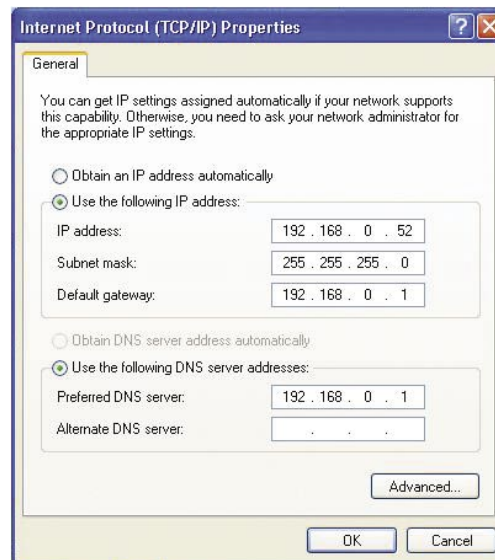 Internet Protocol (TCP/IP) Properties
General
You can get IP settings assigned automatically if your network supports
this capability. Otherwise, you need to ask your network administrator for
the appropriate IP settings.
Obtain an IP address automatically
Use the following IP address:
IP address: 192 . 168 . 0 . 52
Subnet mask: 255 . 255 . 255 . 0
Default gateway: 192 . 168 . 0 . 1
Obtain DNS server address automatically
Use the following DNS server addresses:
Preferred DNS server: 192 . 168 . 0 . 1
Alternate DNS server: . . .
Advanced...
OK Cancel